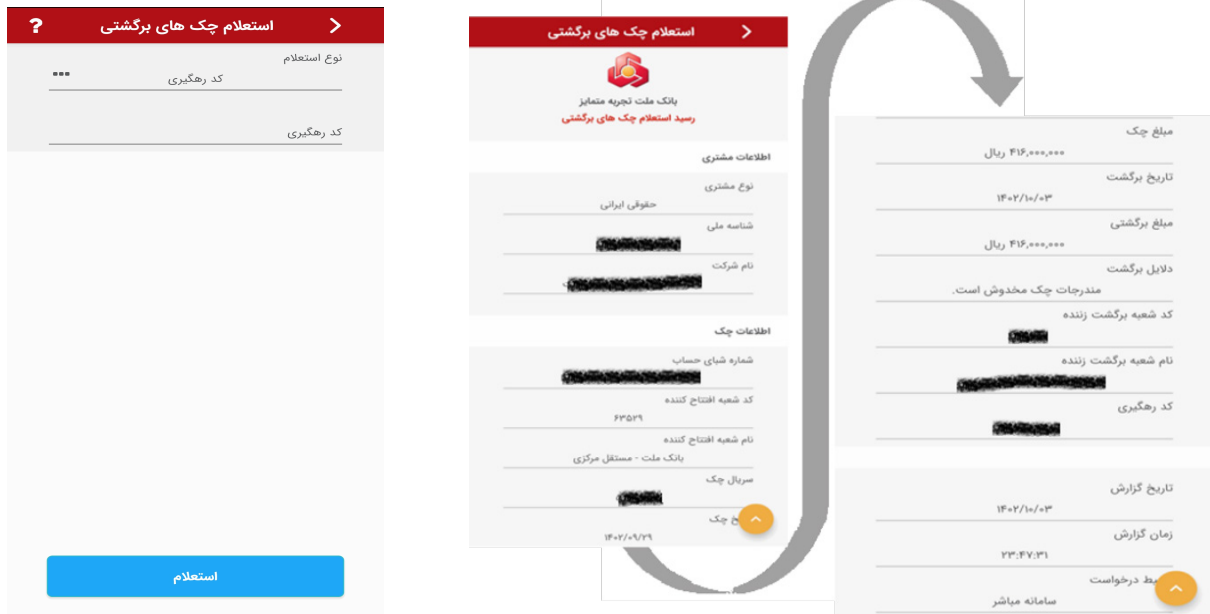 استعلام چک های برگشتی
?
نوع استعلام
کد رهگیری
کد رهگیری
استعلام
استعلام چک های برگشتی
بانک ملت تجربه متمایز
رسید استعلام چک های برگشتی
اطلاعات مشتری
نوع مشتری
حقوقی ایرانی
شناسه ملی
نام شرکت
اطلاعات چک
شماره شبای حساب
کد شعبه افتتاح کننده
۶۳۵۲۹
نام شعبه افتتاح کننده
بانک ملت - مستقل مرکزی
سریال چک
چک
۱۴۰۲/۰۹/۲۹
مبلغ چک
۴۱۶,۰۰۰,۰۰۰ ریال
تاریخ برگشت
۱۴۰۲/۱۰/۰۳
مبلغ برگشتی
۴۱۶,۰۰۰,۰۰۰ ریال
دلایل برگشت
مندرجات چک مخدوش است.
کد شعبه برگشت زننده
نام شعبه برگشت زننده
کد رهگیری
تاریخ گزارش
۱۴۰۲/۱۰/۰۳
زمان گزارش
۲۳:۴۷:۳۱
درخواست
سامانه مباشر